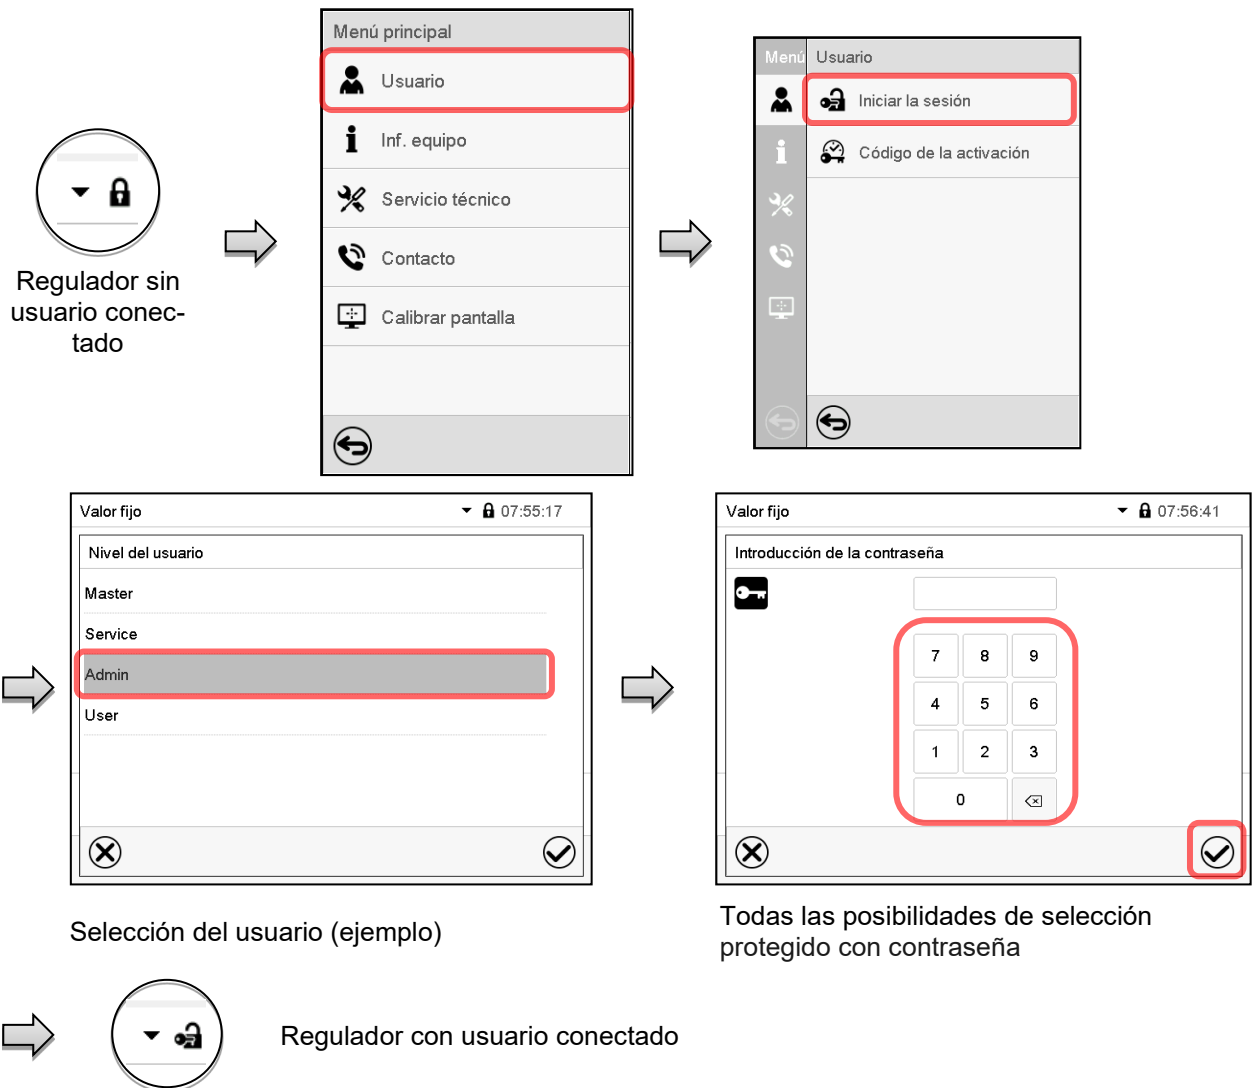 Regulador sin
usuario conec-
tado
Menú principal
Usuario
Inf. equipo
Servicio técnico
Contacto
Calibrar pantalla
Menú
Usuario
Iniciar la sesión
Código de la activación
Valor fijo
07:55:17
Nivel del usuario
Master
Service
Admin
User
Selección del usuario (ejemplo)
Valor fijo
07:56:41
Introducción de la contraseña
7 8 9
4 5 6
1 2 3
0
Todas las posibilidades de selección
protegido con contraseña
Regulador con usuario conectado